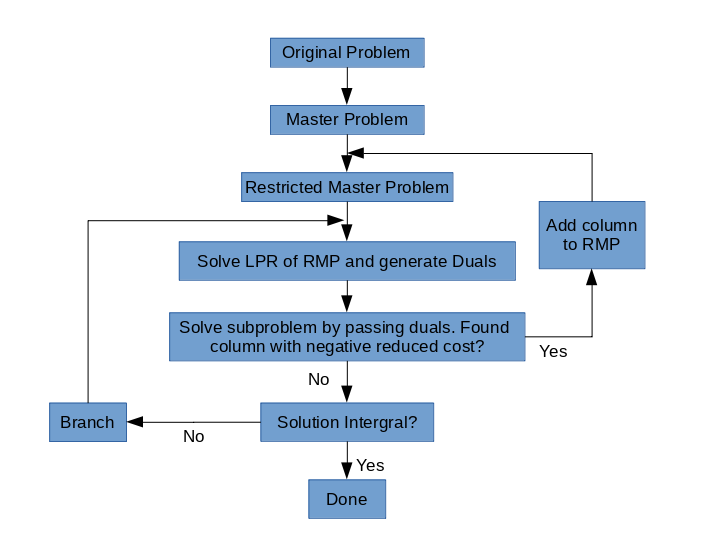 Original Problem
Master Problem
Restricted Master Problem
Add column
to RMP
Solve LPR of RMP and generate Duals
Solve subproblem by passing duals. Found
column with negative reduced cost?
Yes
No
Branch
No
Solution Intergral?
Yes
Done